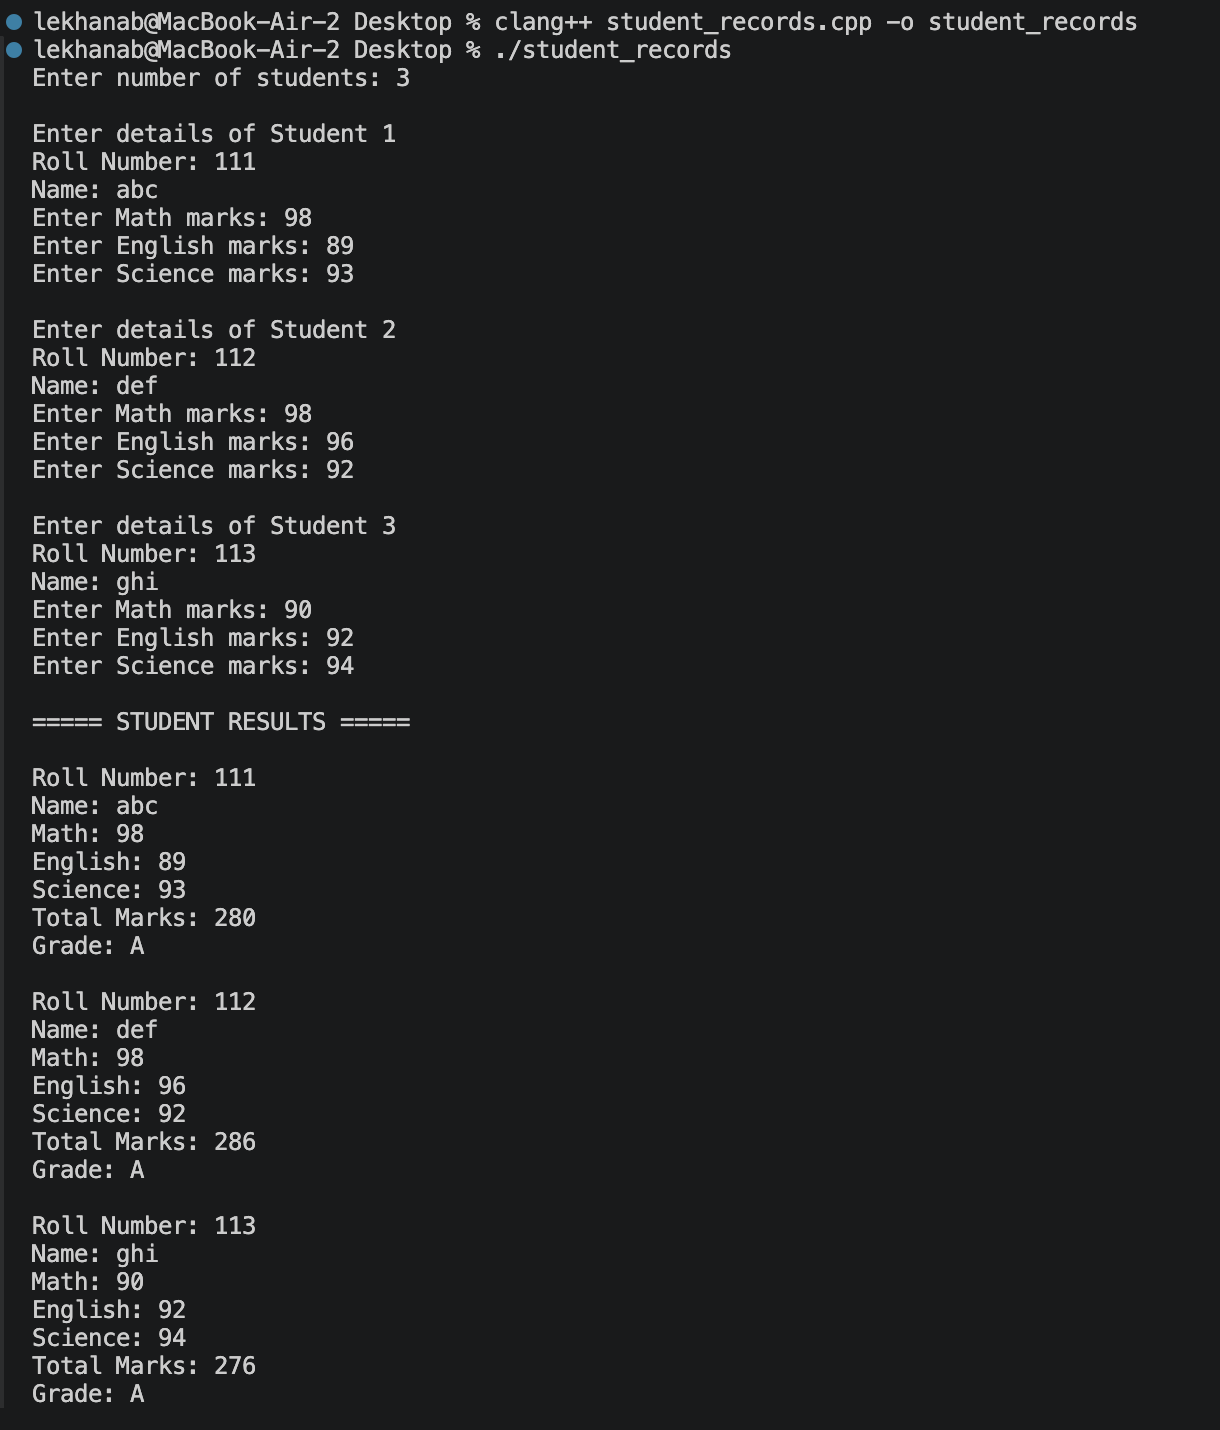 lekhanab@MacBook-Air-2 Desktop % clang++ student_records.cpp -o student_records
lekhanab@MacBook-Air-2 Desktop % ./student_records
Enter number of students: 3

Enter details of Student 1
Roll Number: 111
Name: abc
Enter Math marks: 98
Enter English marks: 89
Enter Science marks: 93

Enter details of Student 2
Roll Number: 112
Name: def
Enter Math marks: 98
Enter English marks: 96
Enter Science marks: 92

Enter details of Student 3
Roll Number: 113
Name: ghi
Enter Math marks: 90
Enter English marks: 92
Enter Science marks: 94

===== STUDENT RESULTS =====

Roll Number: 111
Name: abc
Math: 98
English: 89
Science: 93
Total Marks: 280
Grade: A

Roll Number: 112
Name: def
Math: 98
English: 96
Science: 92
Total Marks: 286
Grade: A

Roll Number: 113
Name: ghi
Math: 90
English: 92
Science: 94
Total Marks: 276
Grade: A